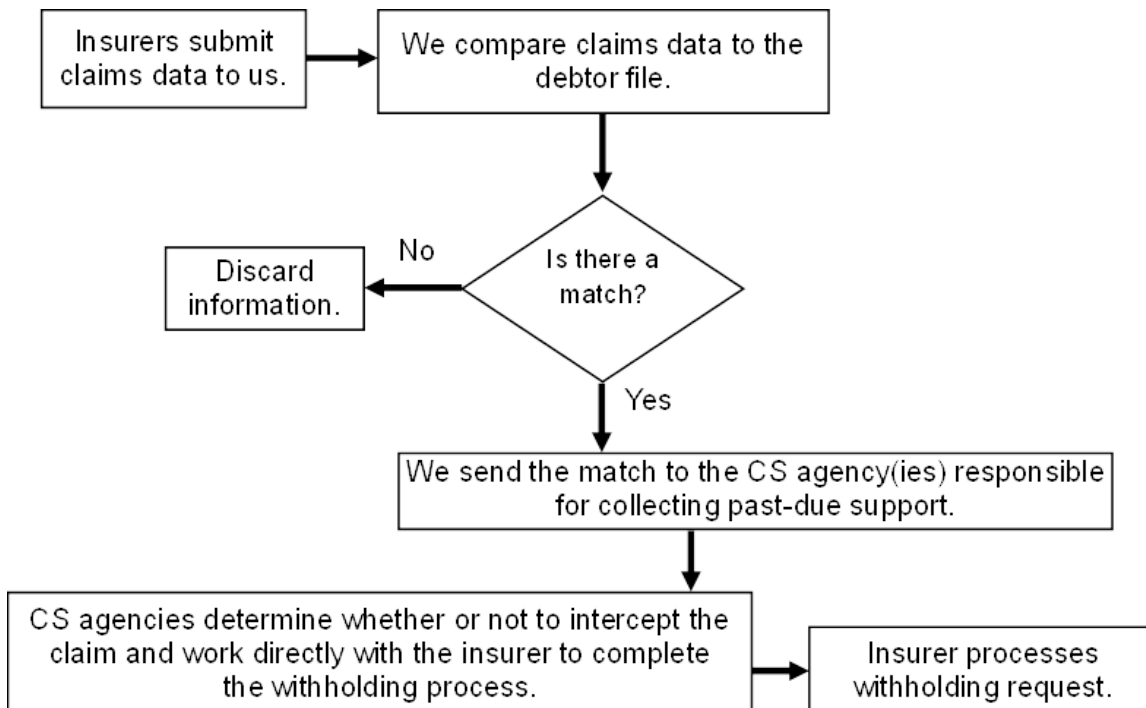 Insurers submit
claims data to us.
We compare claims data to the
debtor file.
Is there a
match?
No
Discard
information.
Yes
We send the match to the CS agency(ies) responsible
for collecting past-due support.
CS agencies determine whether or not to intercept the
claim and work directly with the insurer to complete
the withholding process.
Insurer processes
withholding request.